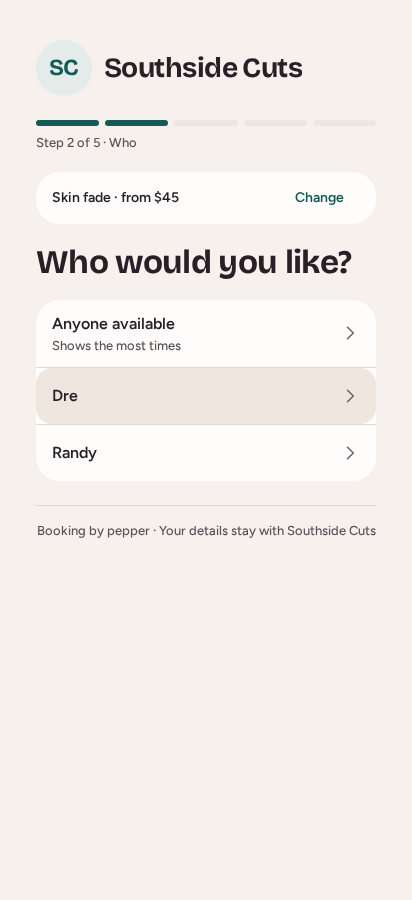 SC
Southside Cuts
Step 2 of 5 · Who
Skin fade · from $45
Change
Who would you like?
Anyone available
Shows the most times
Dre
Randy
Booking by pepper · Your details stay with Southside Cuts